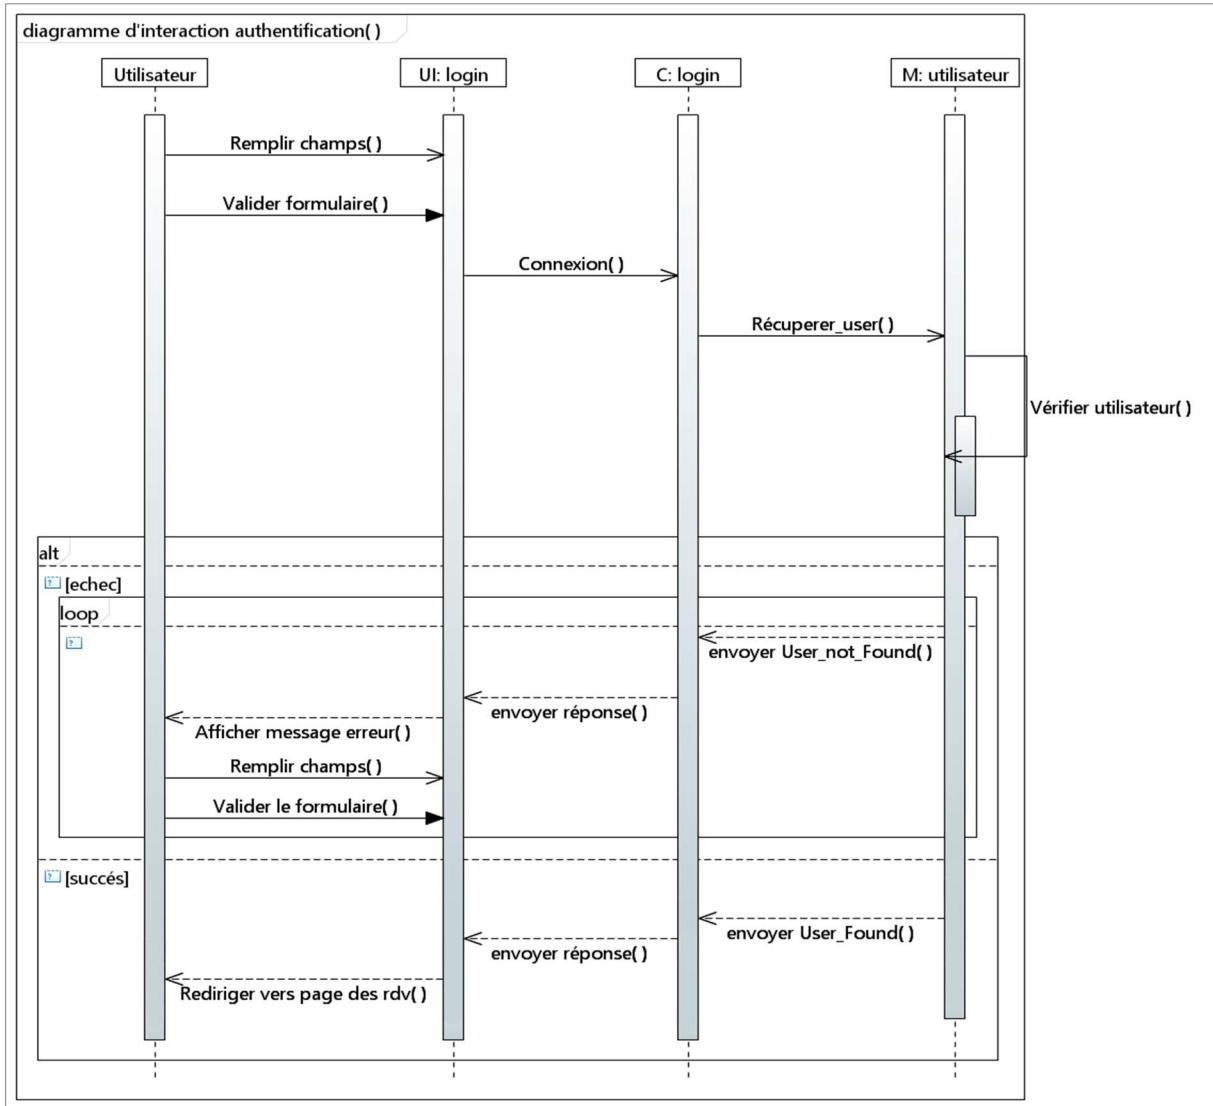 diagramme d'interaction authentification( )
Utilisateur
UI: login
C: login
M: utilisateur
Remplir champs( )
Valider formulaire( )
Connexion( )
Récuperer_user( )
Vérifier utilisateur( )
alt
[echec]
loop
envoyer User_not_Found( )
envoyer réponse( )
Afficher message erreur( )
Remplir champs( )
Valider le formulaire( )
[succés]
envoyer User_Found( )
envoyer réponse( )
Rediriger vers page des rdv( )